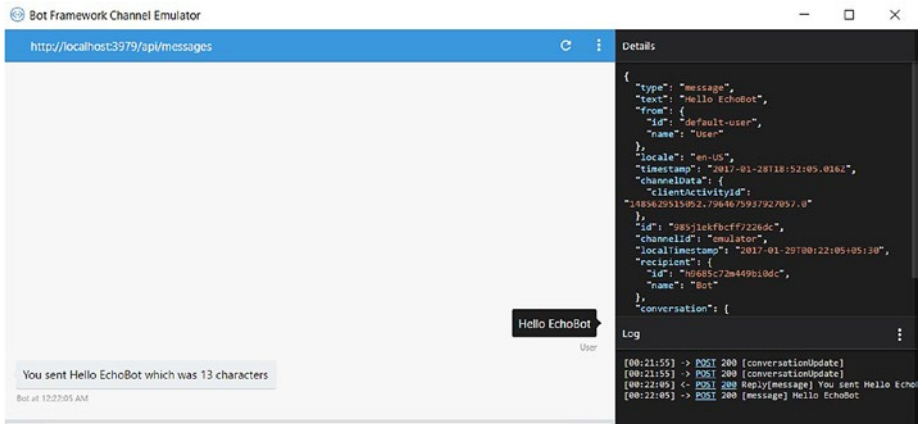 Bot Framework Channel Emulator
http://localhost:3979/api/messages
Details
{
"type": "message",
"text": "Hello EchoBot",
"from": {
"id": "default-user",
"name": "User"
},
"locale": "en-US",
"timestamp": "2017-01-28T18:52:05.016Z",
"channelData": {
"clientActivityId":
"1485629515052.7964675937927057.0"
},
"id": "985j1ekfbcff7226dc",
"channelId": "emulator",
"localTimestamp": "2017-01-29T00:22:05+05:30",
"recipient": {
"id": "h9685c72m449bi0dc",
"name": "Bot"
},
"conversation": {
Hello EchoBot
User
You sent Hello EchoBot which was 13 characters
Bot at 12:22:05 AM
Log
[00:21:55] -> POST 200 [conversationUpdate]
[00:21:55] -> POST 200 [conversationUpdate]
[00:22:05] <- POST 200 Reply[message] You sent Hello Echo
[00:22:05] -> POST 200 [message] Hello EchoBot